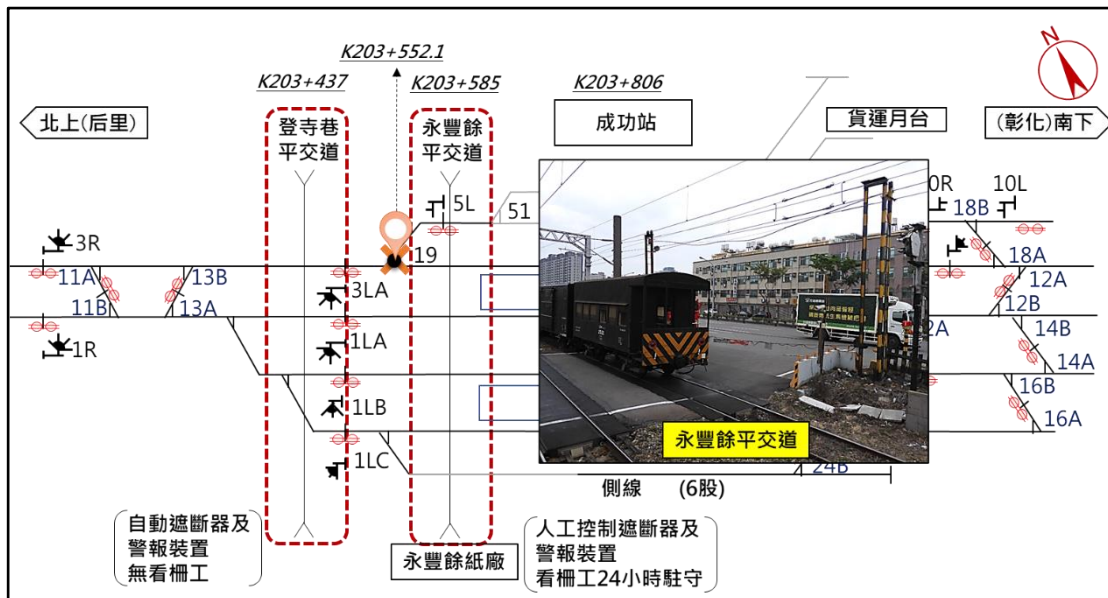 K203+552.1
K203+437
K203+585
K203+806
N
北上(后里)
登寺巷
平交道
永豐餘
平交道
成功站
貨運月台
(彰化)南下
5L
51
0R
10L
18B
3R
19
18A
11A
13B
12A
3LA
11B
13A
12B
1LA
2A
14B
1R
14A
1LB
16B
16A
1LC
永豐餘平交道
24B
側線 (6股)
自動遮斷器及
警報裝置
無看柵工
永豐餘紙廠
人工控制遮斷器及
警報裝置
看柵工24小時駐守